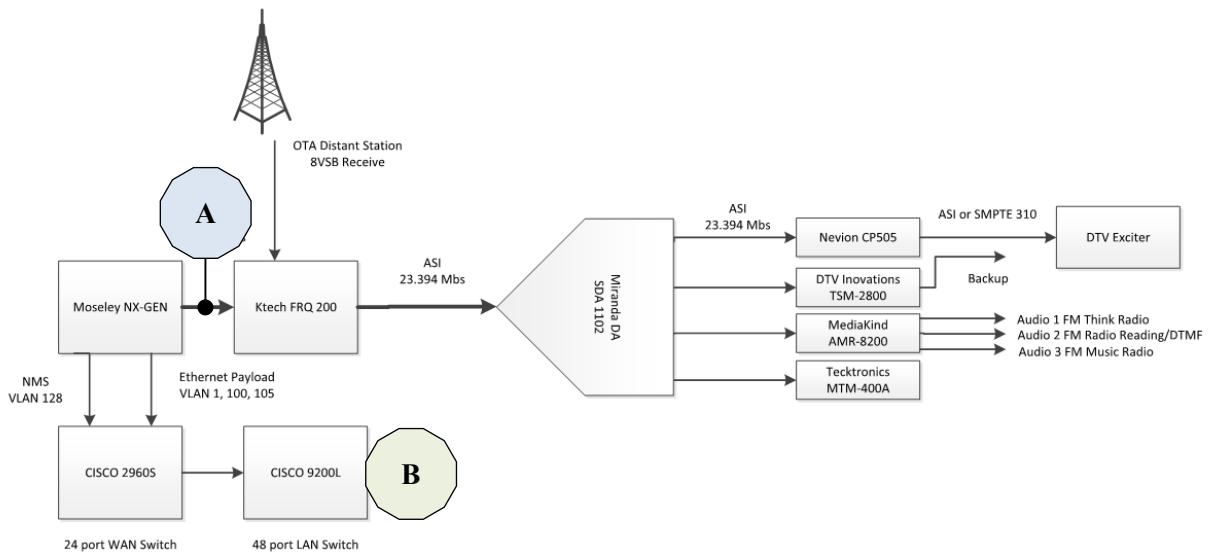 OTA Distant Station
8VSB Receive
A
Moseley NX-GEN
Ktech FRQ 200
ASI
23.394 Mbs
Miranda DA
SDA 1102
ASI
23.394 Mbs
Nevion CP505
ASI or SMPTE 310
DTV Exciter
DTV Inovations
TSM-2800
Backup
MediaKind
AMR-8200
Audio 1 FM Think Radio
Audio 2 FM Radio Reading/DTMF
Audio 3 FM Music Radio
Tecktronics
MTM-400A
NMS
VLAN 128
Ethernet Payload
VLAN 1, 100, 105
CISCO 2960S
CISCO 9200L
B
24 port WAN Switch
48 port LAN Switch